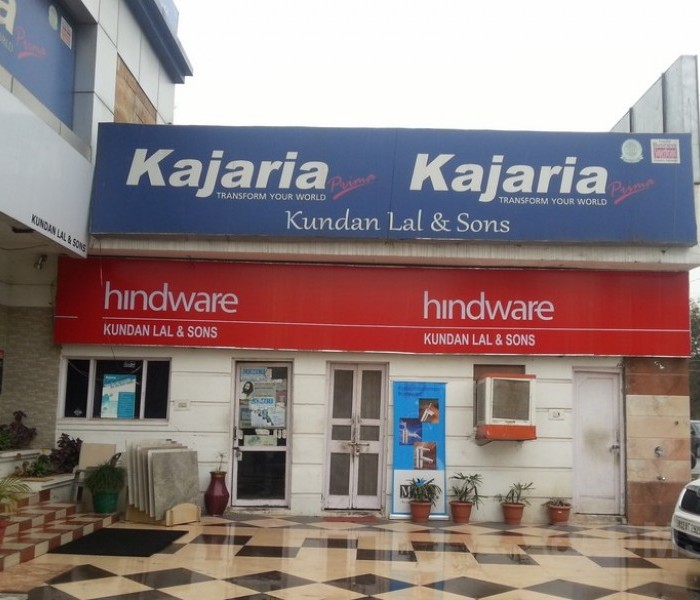 Kajaria
Prima
TRANSFORM YOUR WORLD
Kajaria
Prima
TRANSFORM YOUR WORLD
Kundan Lal & Sons
KUNDAN LAL & SONS
hindware
KUNDAN LAL & SONS
hindware
KUNDAN LAL & SONS